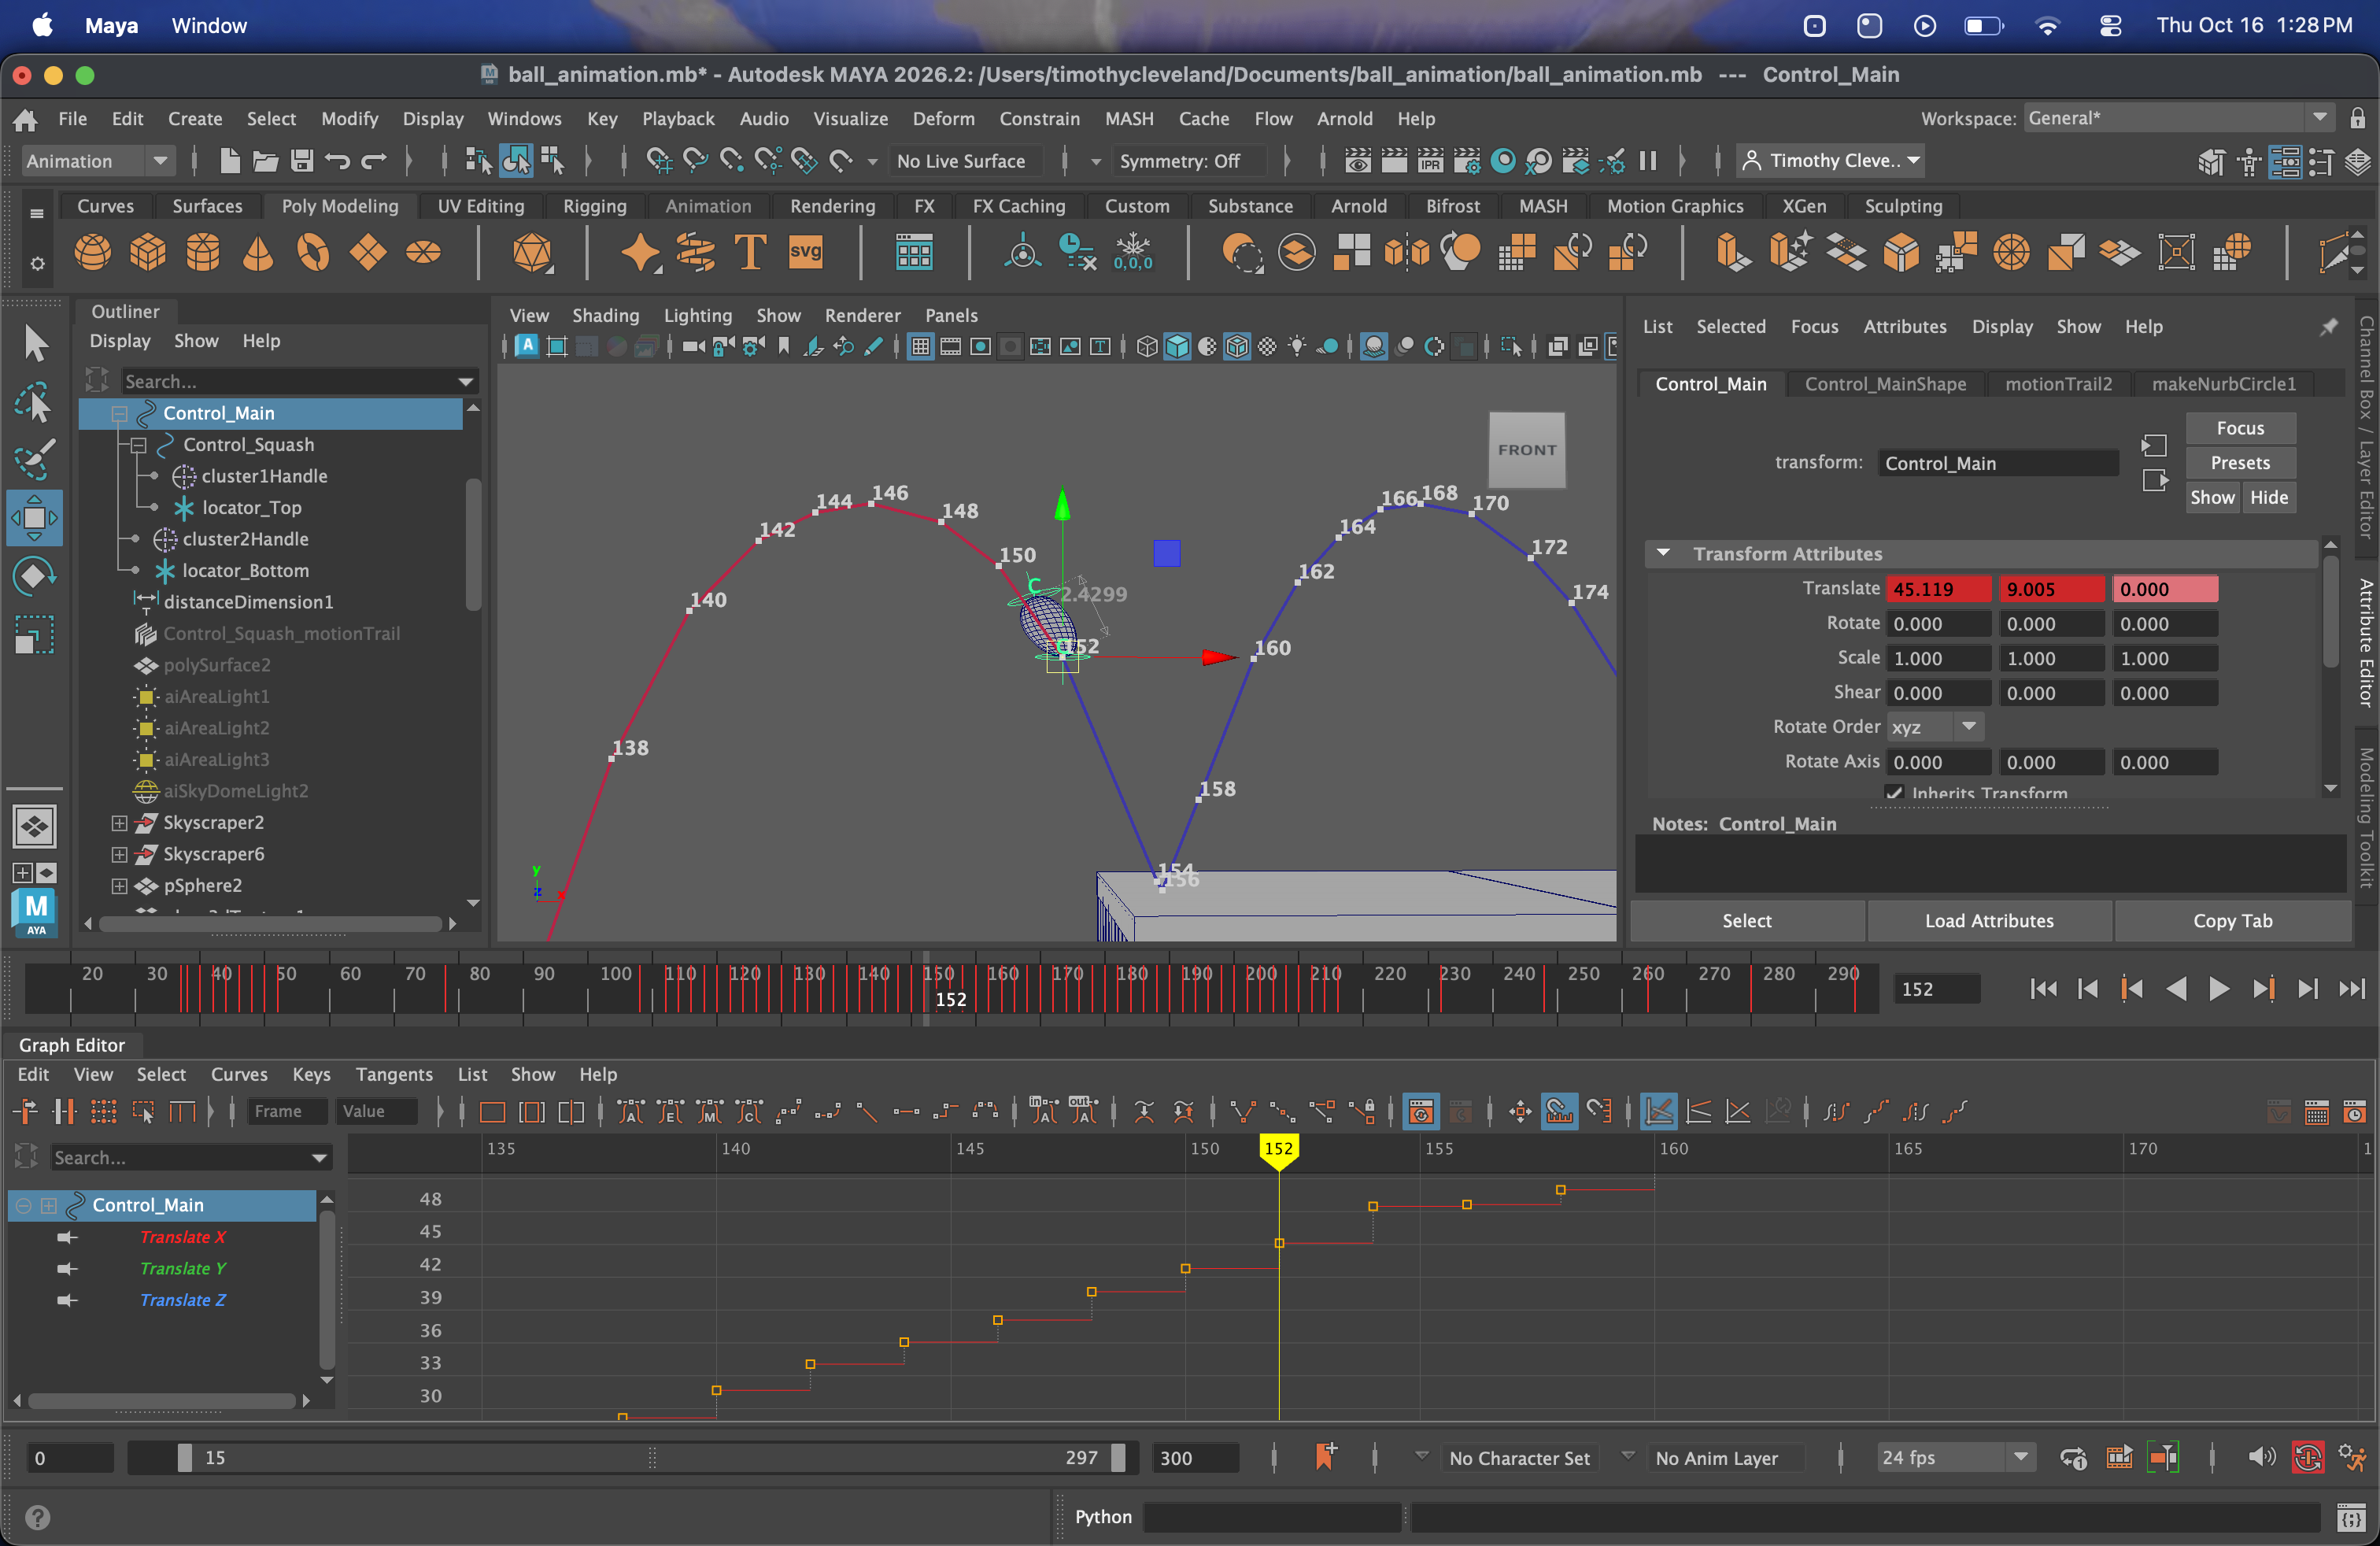 Maya Window Thu Oct 16 1:28 PM
ball_animation.mb* - Autodesk MAYA 2026.2: /Users/timothycleveland/Documents/ball_animation/ball_animation.mb --- Control_Main
File Edit Create Select Modify Display Windows Key Playback Audio Visualize Deform Constrain MASH Cache Flow Arnold Help Workspace: General*
Animation No Live Surface Symmetry: Off IPR Timothy Cleve..
Curves Surfaces Poly Modeling UV Editing Rigging Animation Rendering FX FX Caching Custom Substance Arnold Bifrost MASH Motion Graphics XGen Sculpting
T svg 0,0,0
Outliner
Display Show Help
Search...
Control_Main
Control_Squash
cluster1Handle
locator_Top
cluster2Handle
locator_Bottom
distanceDimension1
Control_Squash_motionTrail
polySurface2
aiAreaLight1
aiAreaLight2
aiAreaLight3
aiSkyDomeLight2
Skyscraper2
Skyscraper6
pSphere2
M
AYA
View Shading Lighting Show Renderer Panels
FRONT
138
140
142
144
146
148
150
2.4299
152
154
156
158
160
162
164
166
168
170
172
174
C
y
z
x
List Selected Focus Attributes Display Show Help
Control_Main Control_MainShape motionTrail2 makeNurbCircle1
transform: Control_Main
Focus
Presets
Show Hide
Transform Attributes
Translate 45.119 9.005 0.000
Rotate 0.000 0.000 0.000
Scale 1.000 1.000 1.000
Shear 0.000 0.000 0.000
Rotate Order xyz
Rotate Axis 0.000 0.000 0.000
Inherits Transform
Notes: Control_Main
Select Load Attributes Copy Tab
Channel Box / Layer Editor
Attribute Editor
Modeling Toolkit
20 30 40 50 60 70 80 90 100 110 120 130 140 150 160 170 180 190 200 210 220 230 240 250 260 270 280 290
152
152
Graph Editor
Edit View Select Curves Keys Tangents List Show Help
Frame Value
Search...
Control_Main
Translate X
Translate Y
Translate Z
135 140 145 150 152 155 160 165 170
48
45
42
39
36
33
30
0 15 297 300 No Character Set No Anim Layer 24 fps
Python